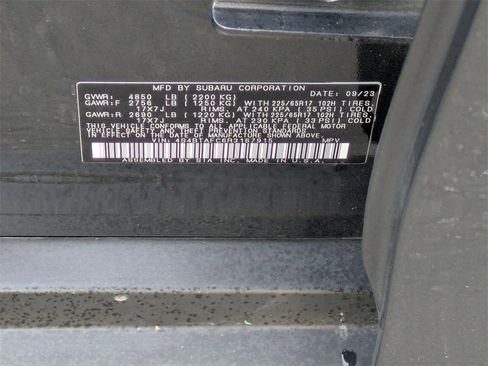 MFD BY SUBARU CORPORATION DATE 09/23
GVWR: 4850 LB (2200 KG)
GAWR:F 2756 LB (1250 KG) WITH 225/65R17 102H TIRES,
17X7J RIMS, AT 240 KPA (35 PSI) COLD
GAWR:R 2690 LB (1220 KG) WITH 225/65R17 102H TIRES,
17X7J RIMS, AT 230 KPA (33 PSI) COLD
THIS VEHICLE CONFORMS TO ALL APPLICABLE FEDERAL MOTOR
VEHICLE SAFETY, BUMPER, AND THEFT PREVENTION STANDARDS
IN EFFECT ON THE DATE OF MANUFACTURE SHOWN ABOVE.
VIN: 4S4BTAFC6R3167915 MPV
ASSEMBLED BY SIA INC. IN U.S.A.